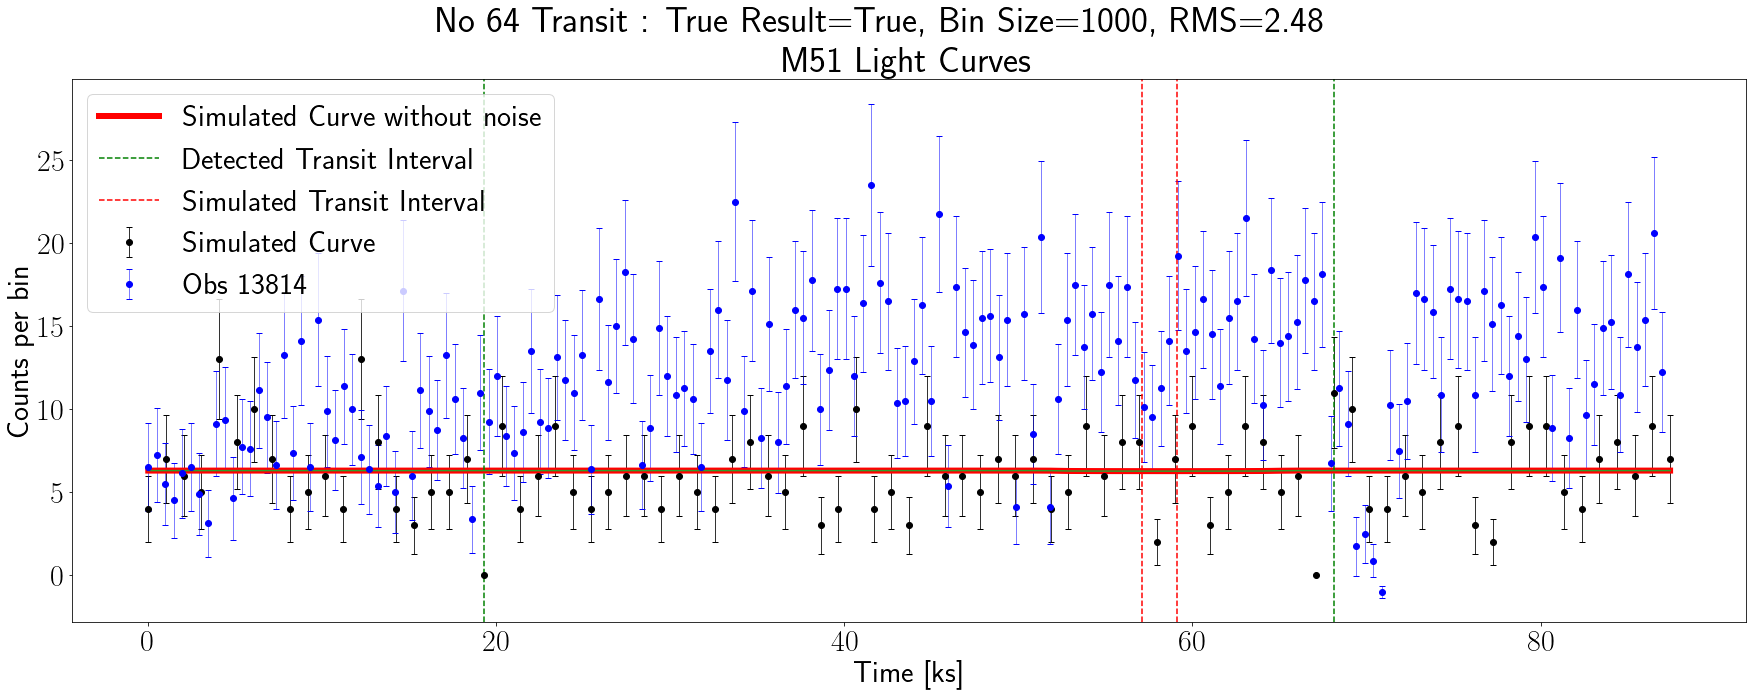 No 64 Transit : True Result=True, Bin Size=1000, RMS=2.48
M51 Light Curves
Simulated Curve without noise
Detected Transit Interval
Simulated Transit Interval
Simulated Curve
Obs 13814
Counts per bin
25
20
15
10
5
0
0 20 40 60 80
Time [ks]